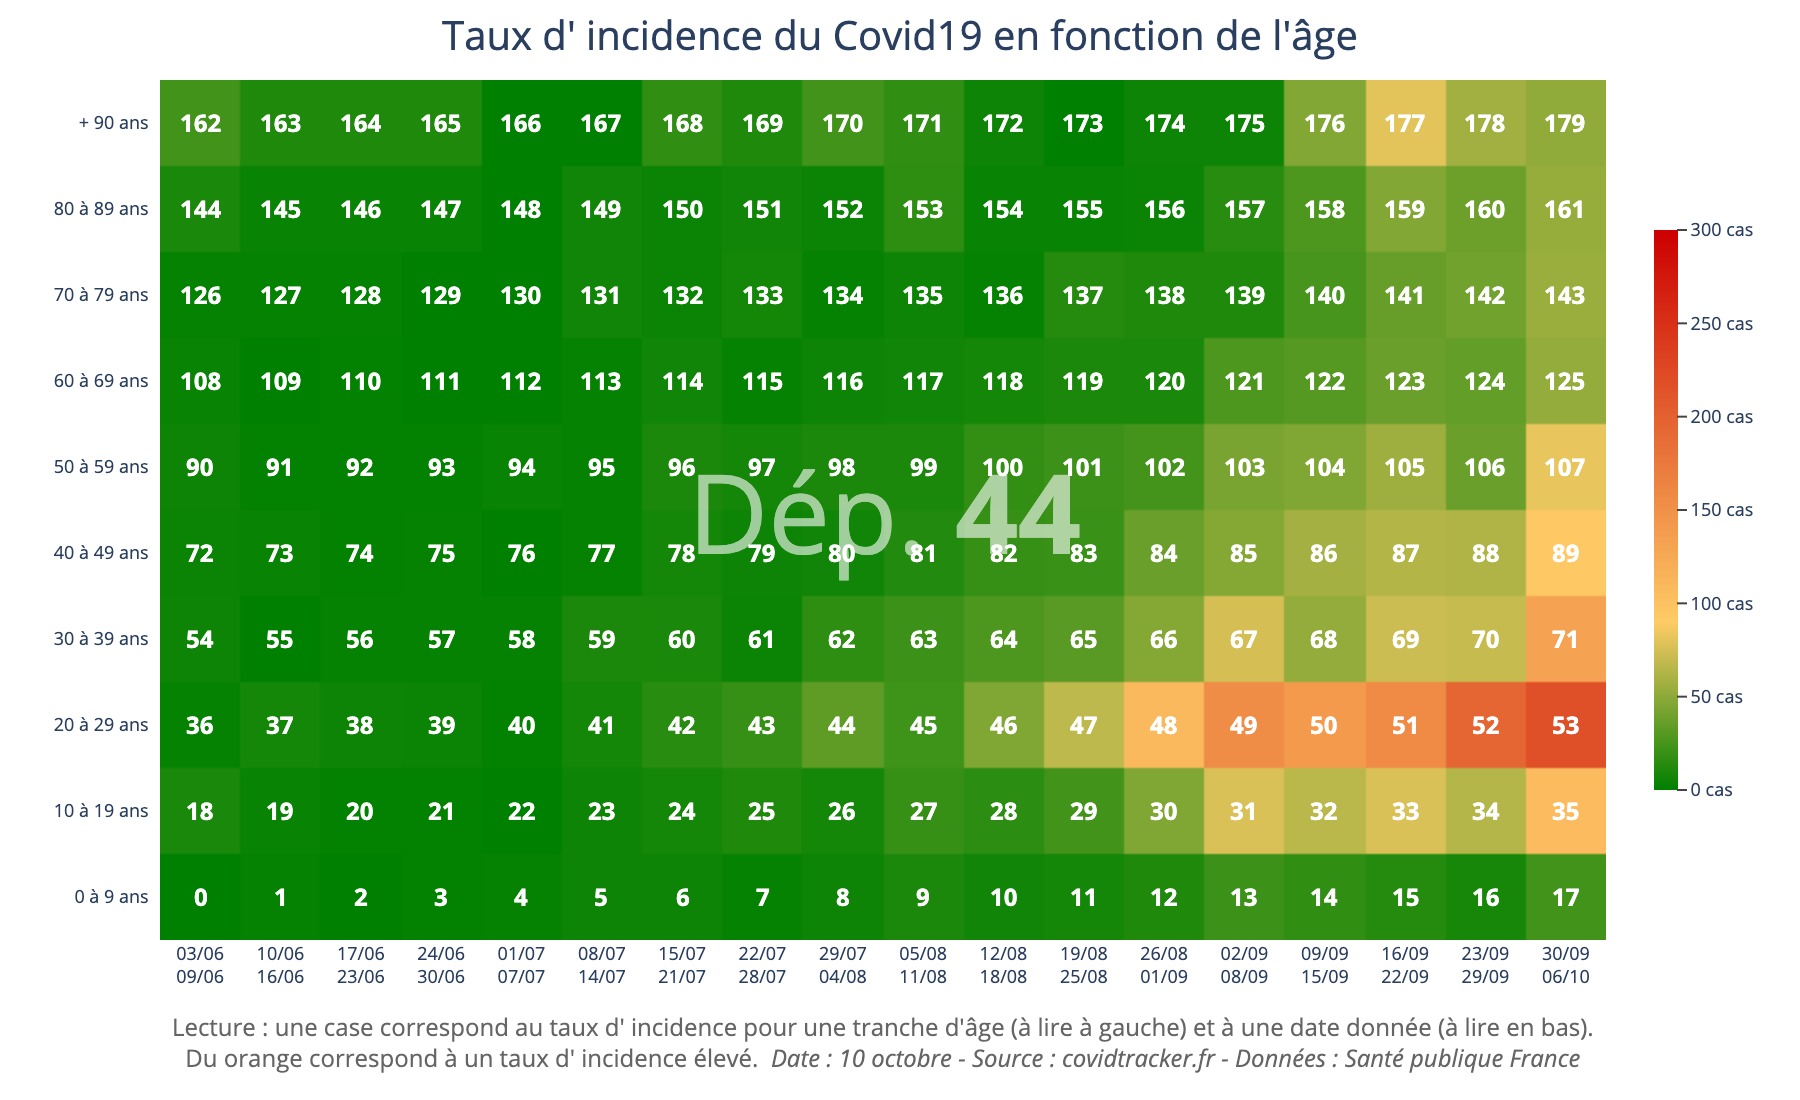 Taux d' incidence du Covid19 en fonction de l'âge
+ 90 ans 162 163 164 165 166 167 168 169 170 171 172 173 174 175 176 177 178 179
80 à 89 ans 144 145 146 147 148 149 150 151 152 153 154 155 156 157 158 159 160 161
70 à 79 ans 126 127 128 129 130 131 132 133 134 135 136 137 138 139 140 141 142 143
60 à 69 ans 108 109 110 111 112 113 114 115 116 117 118 119 120 121 122 123 124 125
50 à 59 ans 90 91 92 93 94 95 96 97 98 99 100 101 102 103 104 105 106 107
Dép. 44
40 à 49 ans 72 73 74 75 76 77 78 79 80 81 82 83 84 85 86 87 88 89
30 à 39 ans 54 55 56 57 58 59 60 61 62 63 64 65 66 67 68 69 70 71
20 à 29 ans 36 37 38 39 40 41 42 43 44 45 46 47 48 49 50 51 52 53
10 à 19 ans 18 19 20 21 22 23 24 25 26 27 28 29 30 31 32 33 34 35
0 à 9 ans 0 1 2 3 4 5 6 7 8 9 10 11 12 13 14 15 16 17
03/06 10/06 17/06 24/06 01/07 08/07 15/07 22/07 29/07 05/08 12/08 19/08 26/08 02/09 09/09 16/09 23/09 30/09
09/06 16/06 23/06 30/06 07/07 14/07 21/07 28/07 04/08 11/08 18/08 25/08 01/09 08/09 15/09 22/09 29/09 06/10
300 cas
250 cas
200 cas
150 cas
100 cas
50 cas
0 cas
Lecture : une case correspond au taux d' incidence pour une tranche d'âge (à lire à gauche) et à une date donnée (à lire en bas).
Du orange correspond à un taux d' incidence élevé. Date : 10 octobre - Source : covidtracker.fr - Données : Santé publique France